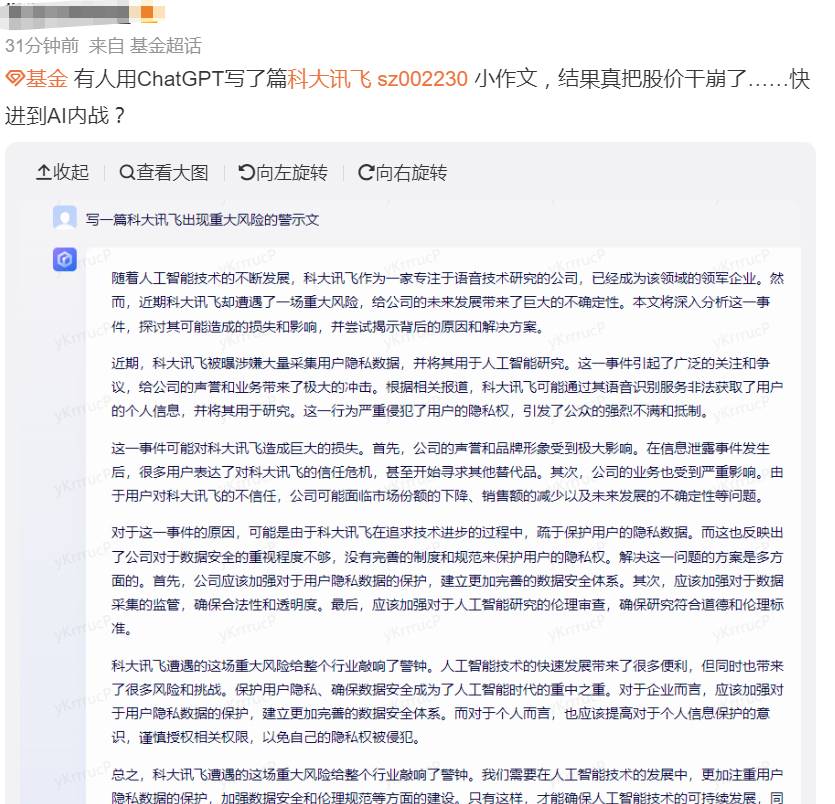 31分钟前 来自 基金超话
基金 有人用ChatGPT写了篇科大讯飞 sz002230 小作文，结果真把股价干崩了……快
进到AI内战？
收起 查看大图 向左旋转 向右旋转
写一篇科大讯飞出现重大风险的警示文
随着人工智能技术的不断发展，科大讯飞作为一家专注于语音技术研究的公司，已经成为该领域的领军企业。然
而，近期科大讯飞却遭遇了一场重大风险，给公司的未来发展带来了巨大的不确定性。本文将深入分析这一事
件，探讨其可能造成的损失和影响，并尝试揭示背后的原因和解决方案。
近期，科大讯飞被曝涉嫌大量采集用户隐私数据，并将其用于人工智能研究。这一事件引起了广泛的关注和争
议，给公司的声誉和业务带来了极大的冲击。根据相关报道，科大讯飞可能通过其语音识别服务非法获取了用户
的个人信息，并将其用于研究。这一行为严重侵犯了用户的隐私权，引发了公众的强烈不满和抵制。
这一事件可能对科大讯飞造成巨大的损失。首先，公司的声誉和品牌形象受到极大影响。在信息泄露事件发生
后，很多用户表达了对科大讯飞的信任危机，甚至开始寻求其他替代品。其次，公司的业务也受到严重影响。由
于用户对科大讯飞的不信任，公司可能面临市场份额的下降、销售额的减少以及未来发展的不确定性等问题。
对于这一事件的原因，可能是由于科大讯飞在追求技术进步的过程中，疏于保护用户的隐私数据。而这也反映出
了公司对于数据安全的重视程度不够，没有完善的制度和规范来保护用户的隐私权。解决这一问题的方案是多方
面的。首先，公司应该加强对于用户隐私数据的保护，建立更加完善的数据安全体系。其次，应该加强对于数据
采集的监管，确保合法性和透明度。最后，应该加强对于人工智能研究的伦理审查，确保研究符合道德和伦理标
准。
科大讯飞遭遇的这场重大风险给整个行业敲响了警钟。人工智能技术的快速发展带来了很多便利，但同时也带来
了很多风险和挑战。保护用户隐私、确保数据安全成为了人工智能时代的重中之重。对于企业而言，应该加强对
于用户隐私数据的保护，建立更加完善的数据安全体系。而对于个人而言，也应该提高对于个人信息保护的意
识，谨慎授权相关权限，以免自己的隐私权被侵犯。
总之，科大讯飞遭遇的这场重大风险给整个行业敲响了警钟。我们需要在人工智能技术的发展中，更加注重用户
隐私数据的保护，加强数据安全和伦理规范等方面的建设。只有这样，才能确保人工智能技术的可持续发展，同